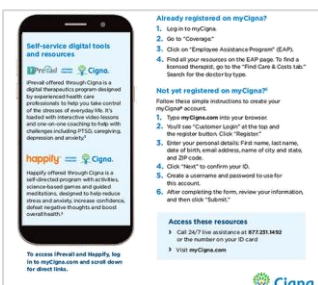 Self-service digital tools
and resources
iPrevail Cigna.
iPrevail offered through Cigna is a
digital therapeutics program designed
by experienced health care
professionals to help you take control
of the stresses of everyday life. It's
loaded with interactive video lessons
and one-on-one coaching to help with
challenges including PTSD, caregiving,
depression and anxiety.⁵
happify Cigna.
Happify offered through Cigna is a
self-directed program with activities,
science-based games and guided
meditations, designed to help reduce
stress and anxiety, increase confidence,
defeat negative thoughts and boost
overall health.⁵
To access iPrevail and Happify, log
in to myCigna.com and scroll down
for direct links.
Already registered on myCigna?
1. Log in to myCigna.
2. Go to "Coverage."
3. Click on "Employee Assistance Program" (EAP).
4. Find all your resources on the EAP page. To find a
licensed therapist, go to the "Find Care & Costs tab."
Search for the doctor by type.
Not yet registered on myCigna?⁶
Follow these simple instructions to create your
myCigna® account.
1. Type myCigna.com into your browser.
2. You'll see "Customer Login" at the top and
the register button. Click "Register."
3. Enter your personal details: First name, last name,
date of birth, email address, name of city and state,
and ZIP code.
4. Click "Next" to confirm your ID.
5. Create a username and password to use for
this account.
6. After completing the form, review your information,
and then click "Submit."
Access these resources
› Call 24/7 live assistance at 877.231.1492
or the number on your ID card
› Visit myCigna.com
Cigna